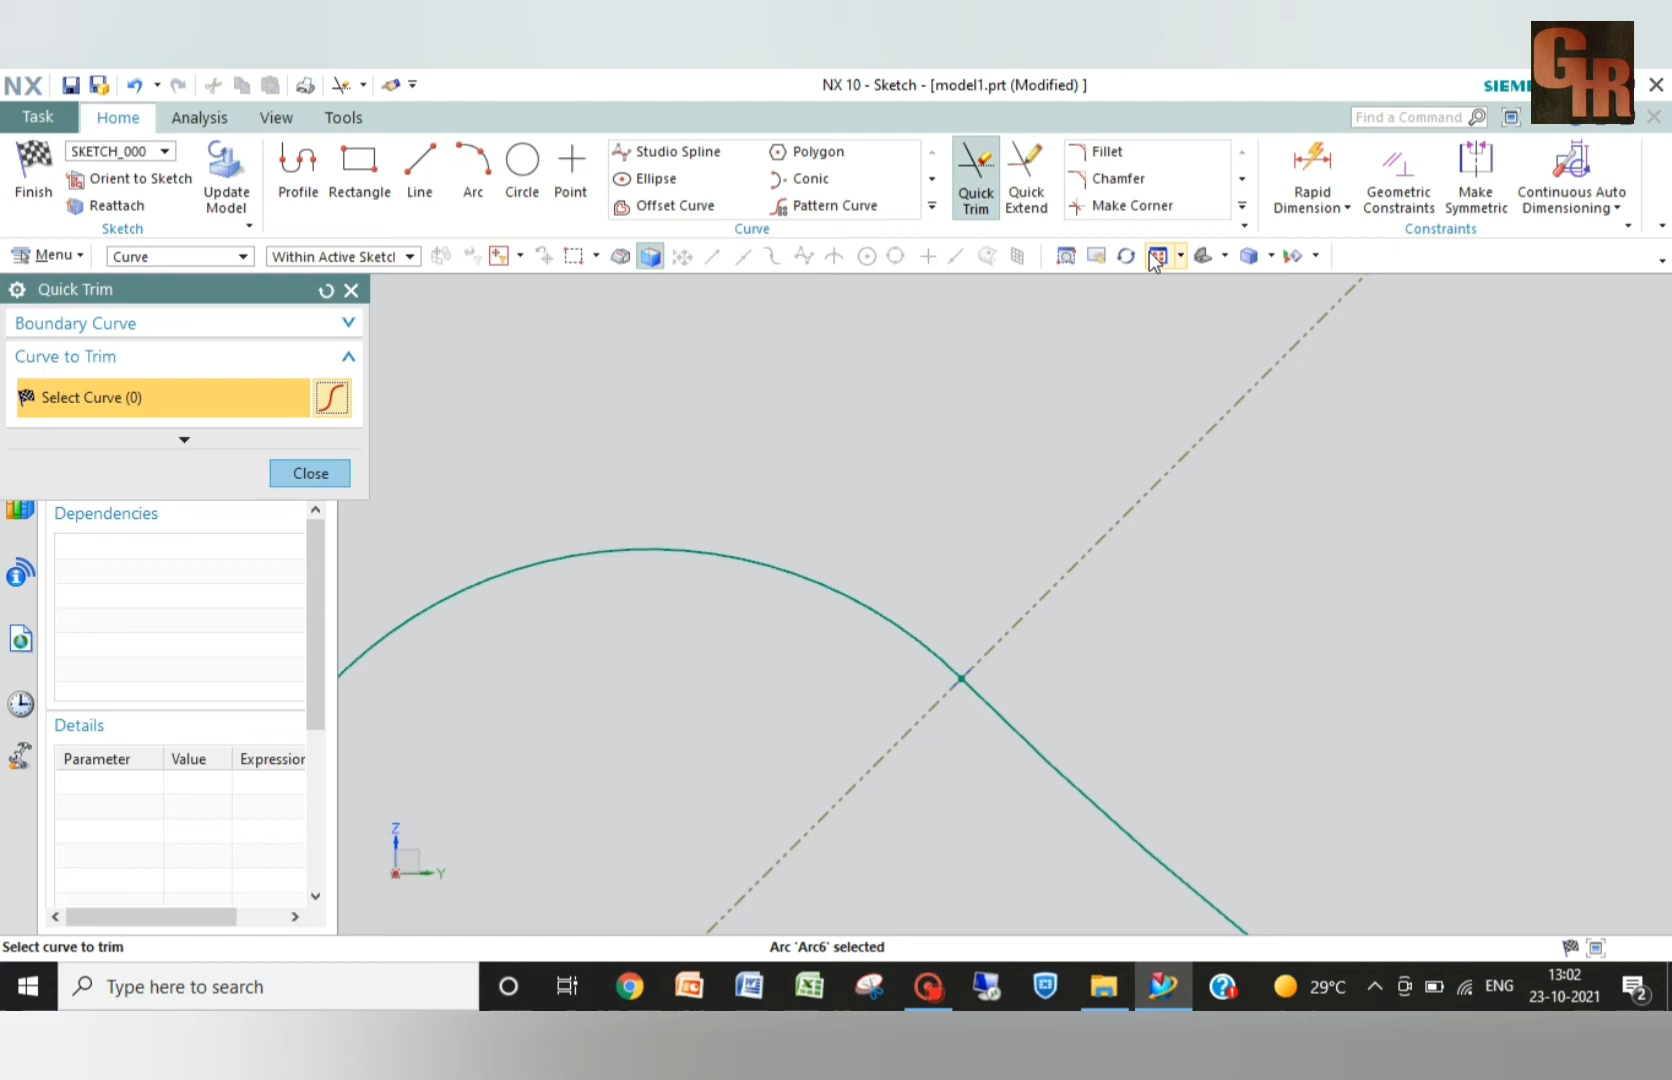 GHR
NX
NX 10 - Sketch - [model1.prt (Modified) ]
SIEM
Task
Home
Analysis
View
Tools
Find a Command
Finish
SKETCH_000
Orient to Sketch
Reattach
Update
Model
Sketch
Profile
Rectangle
Line
Arc
Circle
Point
Studio Spline
Ellipse
Offset Curve
Polygon
Conic
Pattern Curve
Quick
Trim
Quick
Extend
Fillet
Chamfer
Make Corner
Curve
Rapid
Dimension
Geometric
Constraints
Make
Symmetric
Continuous Auto
Dimensioning
Constraints
Menu
Curve
Within Active Sketcl
Quick Trim
Boundary Curve
Curve to Trim
Select Curve (0)
Close
Dependencies
Details
Parameter
Value
Expression
Z
Y
Select curve to trim
Arc 'Arc6' selected
Type here to search
29°C
ENG
13:02
23-10-2021
2